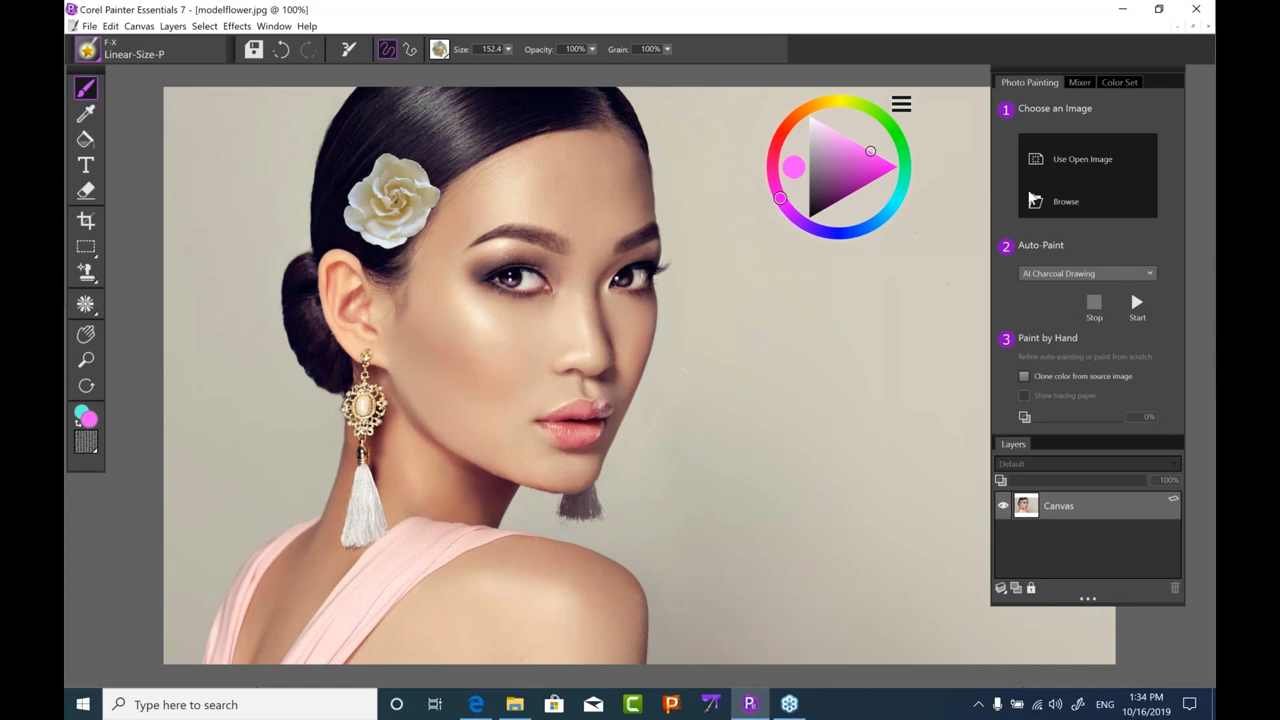 Corel Painter Essentials 7 - [modelflower.jpg @ 100%]
File Edit Canvas Layers Select Effects Window Help
F-X
Linear-Size-P
Size: 152.4 Opacity: 100% Grain: 100%
Photo Painting Mixer Color Set
1 Choose an Image
Use Open Image
Browse
2 Auto-Paint
AI Charcoal Drawing
Stop Start
3 Paint by Hand
Refine auto-painting or paint from scratch
Clone color from source image
Show tracing paper
0%
Layers
Default
100%
Canvas
Type here to search
ENG
1:34 PM
10/16/2019